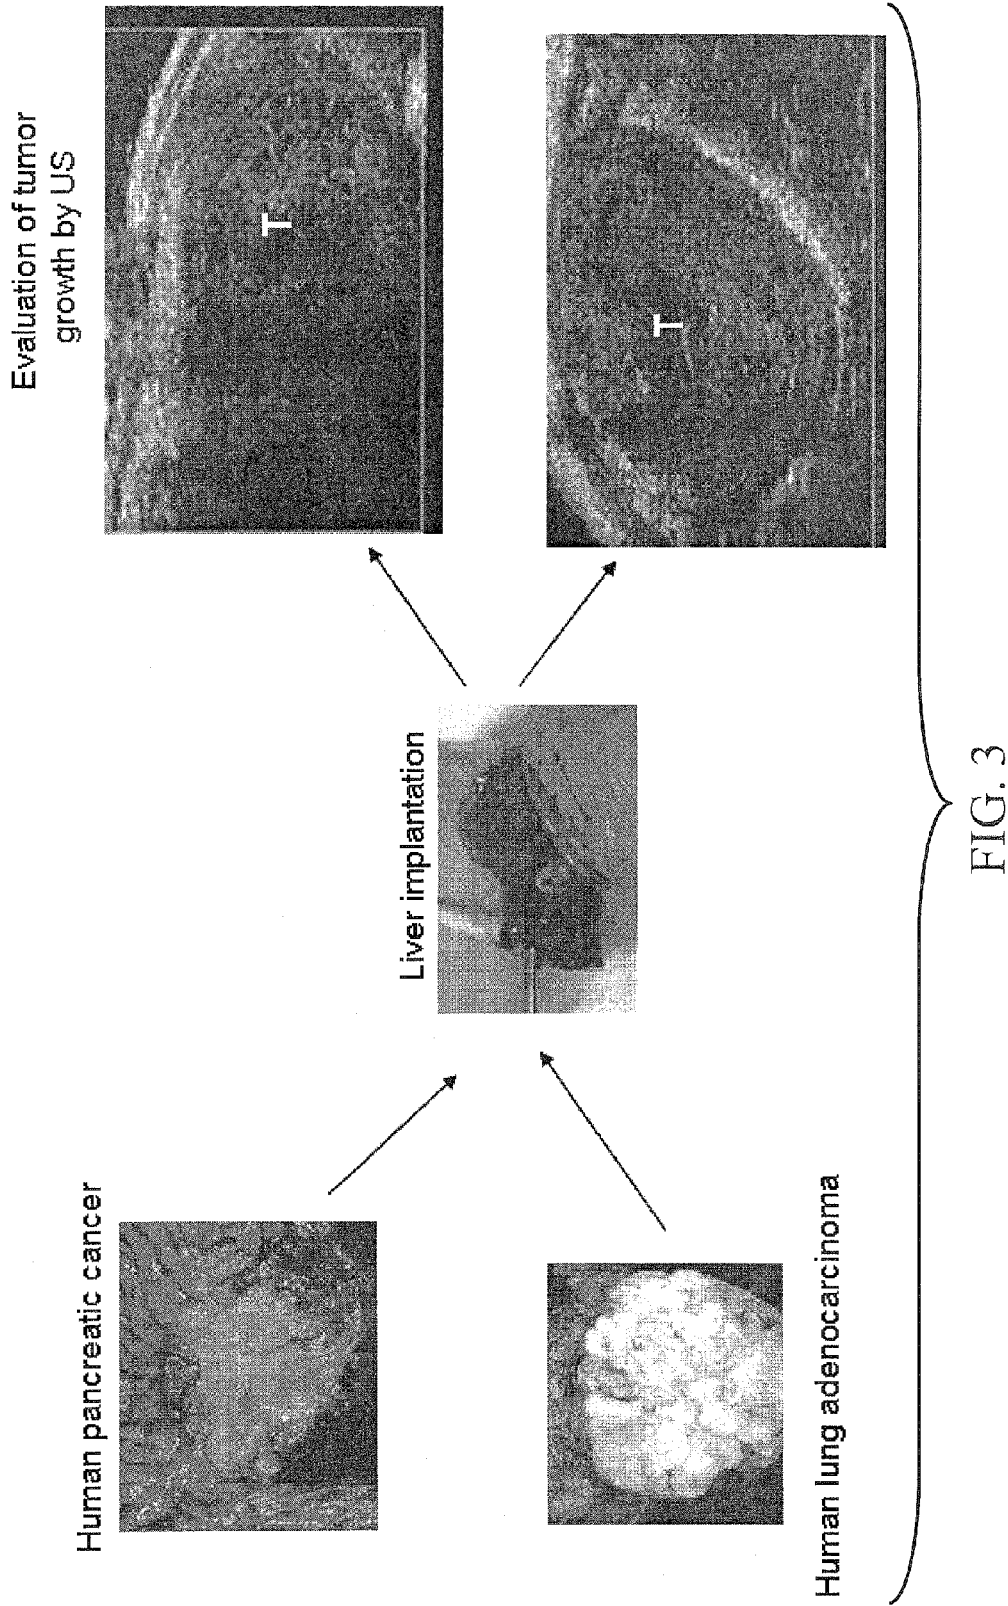 Human pancreatic cancer
Human lung adenocarcinoma
Liver implantation
Evaluation of tumor
growth by US
T
T
FIG. 3